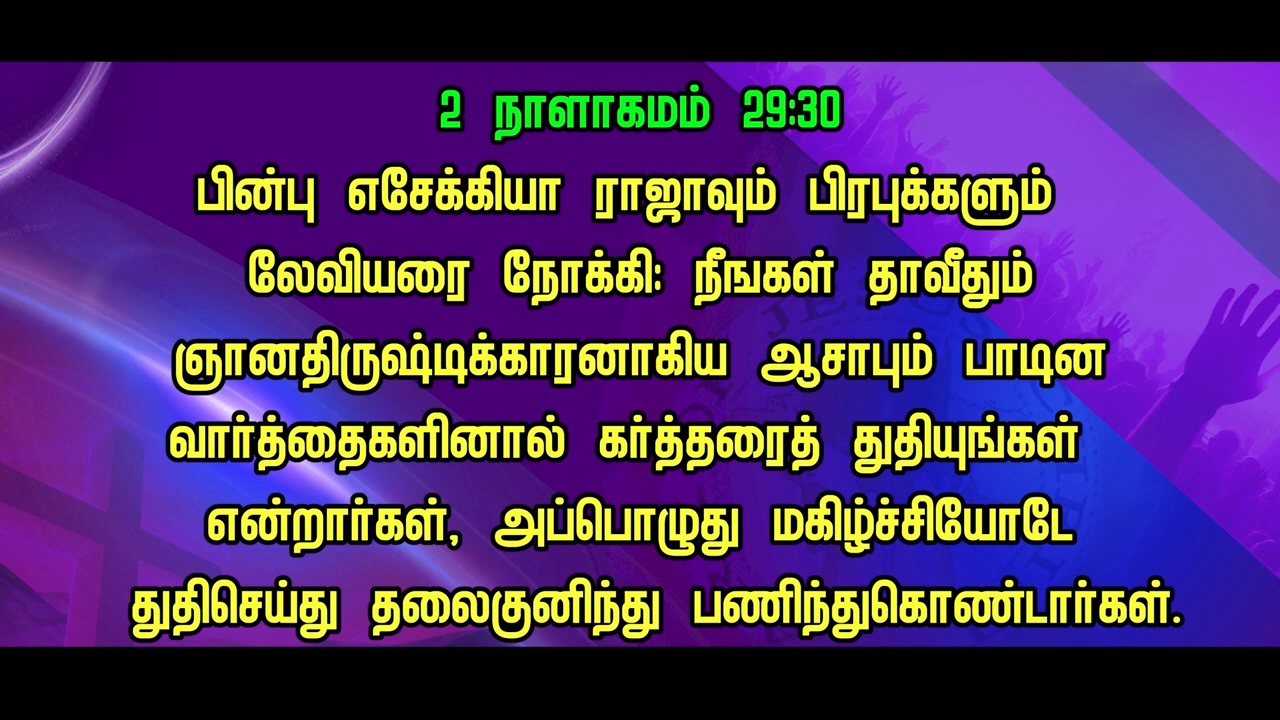 2 நாளாகமம் 29:30
பின்பு எசேக்கியா ராஜாவும் பிரபுக்களும்
லேவியரை நோக்கி: நீங்கள் தாவீதும்
ஞானதிருஷ்டிக்காரனாகிய ஆசாபும் பாடின
வார்த்தைகளினால் கர்த்தரைத் துதியுங்கள்
என்றார்கள், அப்பொழுது மகிழ்ச்சியோடே
துதிசெய்து தலைகுனிந்து பணிந்துகொண்டார்கள்.